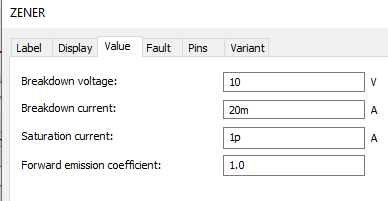 ZENER
Label Display Value Fault Pins Variant
Breakdown voltage: 10 V
Breakdown current: 20m A
Saturation current: 1p A
Forward emission coefficient: 1.0